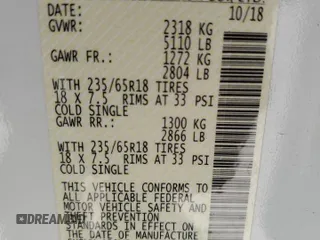 DATE: 10/18
GVWR: 2318 KG
5110 LB
GAWR FR.: 1272 KG
2804 LB
WITH 235/65R18 TIRES
18 X 7.5 RIMS AT 33 PSI
COLD SINGLE
GAWR RR.: 1300 KG
2866 LB
WITH 235/65R18 TIRES
18 X 7.5 RIMS AT 33 PSI
COLD SINGLE
THIS VEHICLE CONFORMS TO
ALL APPLICABLE FEDERAL
MOTOR VEHICLE SAFETY AND
THEFT PREVENTION
STANDARDS IN EFFECT ON
THE DATE OF MANUFACTURE
DREAM